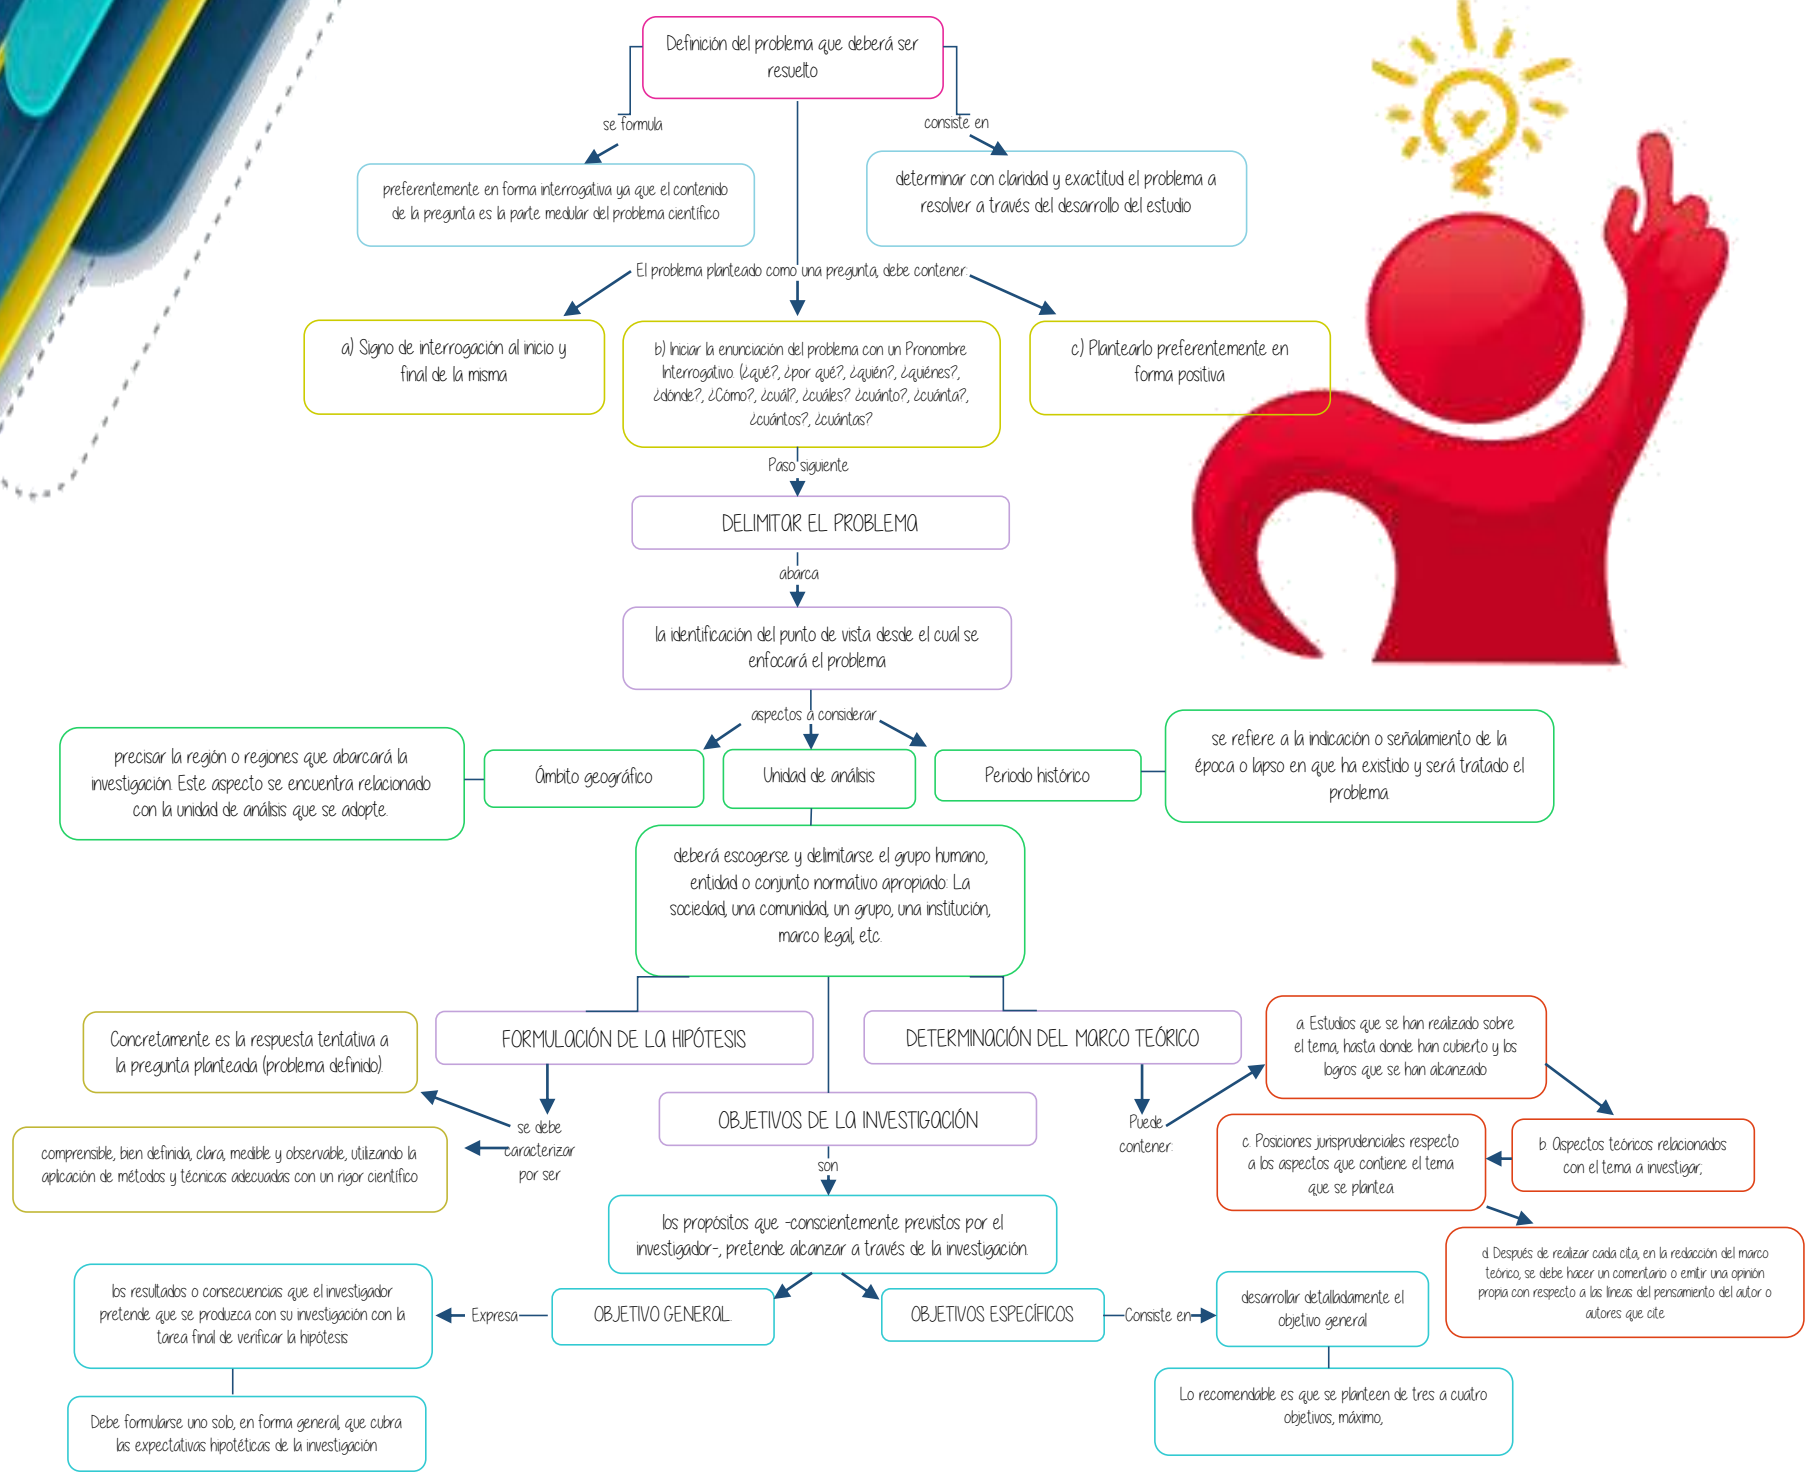 Definición del problema que deberá ser
resuelto
se formula
consiste en
preferentemente en forma interrogativa ya que el contenido
de la pregunta es la parte medular del problema científico
determinar con claridad y exactitud el problema a
resolver a través del desarrollo del estudio
El problema planteado como una pregunta, debe contener:
a) Signo de interrogación al inicio y
final de la misma
b) Iniciar la enunciación del problema con un Pronombre
Interrogativo. (¿qué?, ¿por qué?, ¿quién?, ¿quiénes?,
¿dónde?, ¿Cómo?, ¿cuál?, ¿cuáles? ¿cuánto?, ¿cuánta?,
¿cuántos?, ¿cuántas?
c) Plantearlo preferentemente en
forma positiva
Paso siguiente
DELIMITAR EL PROBLEMA
abarca
la identificación del punto de vista desde el cual se
enfocará el problema
aspectos a considerar
precisar la región o regiones que abarcará la
investigación. Este aspecto se encuentra relacionado
con la unidad de análisis que se adopte.
Ámbito geográfico
Unidad de análisis
Periodo histórico
se refiere a la indicación o señalamiento de la
época o lapso en que ha existido y será tratado el
problema.
deberá escogerse y delimitarse el grupo humano,
entidad o conjunto normativo apropiado: La
sociedad, una comunidad, un grupo, una institución,
marco legal, etc.
FORMULACIÓN DE LA HIPÓTESIS
DETERMINACIÓN DEL MARCO TEÓRICO
Concretamente es la respuesta tentativa a
la pregunta planteada (problema definido).
se debe
caracterizar
por ser
comprensible, bien definida, clara, medible y observable, utilizando la
aplicación de métodos y técnicas adecuadas con un rigor científico
OBJETIVOS DE LA INVESTIGACIÓN
son
los propósitos que -conscientemente previstos por el
investigador-, pretende alcanzar a través de la investigación.
Puede
contener:
a. Estudios que se han realizado sobre
el tema, hasta donde han cubierto y los
logros que se han alcanzado
b. Aspectos teóricos relacionados
con el tema a investigar;
c. Posiciones jurisprudenciales respecto
a los aspectos que contiene el tema
que se plantea.
d. Después de realizar cada cita, en la redacción del marco
teórico, se debe hacer un comentario o emitir una opinión
propia con respecto a las líneas del pensamiento del autor o
autores que cite
OBJETIVO GENERAL.
Expresa
los resultados o consecuencias que el investigador
pretende que se produzca con su investigación con la
tarea final de verificar la hipótesis
Debe formularse uno solo, en forma general, que cubra
las expectativas hipotéticas de la investigación
OBJETIVOS ESPECÍFICOS
Consiste en
desarrollar detalladamente el
objetivo general
Lo recomendable es que se planteen de tres a cuatro
objetivos, máximo,